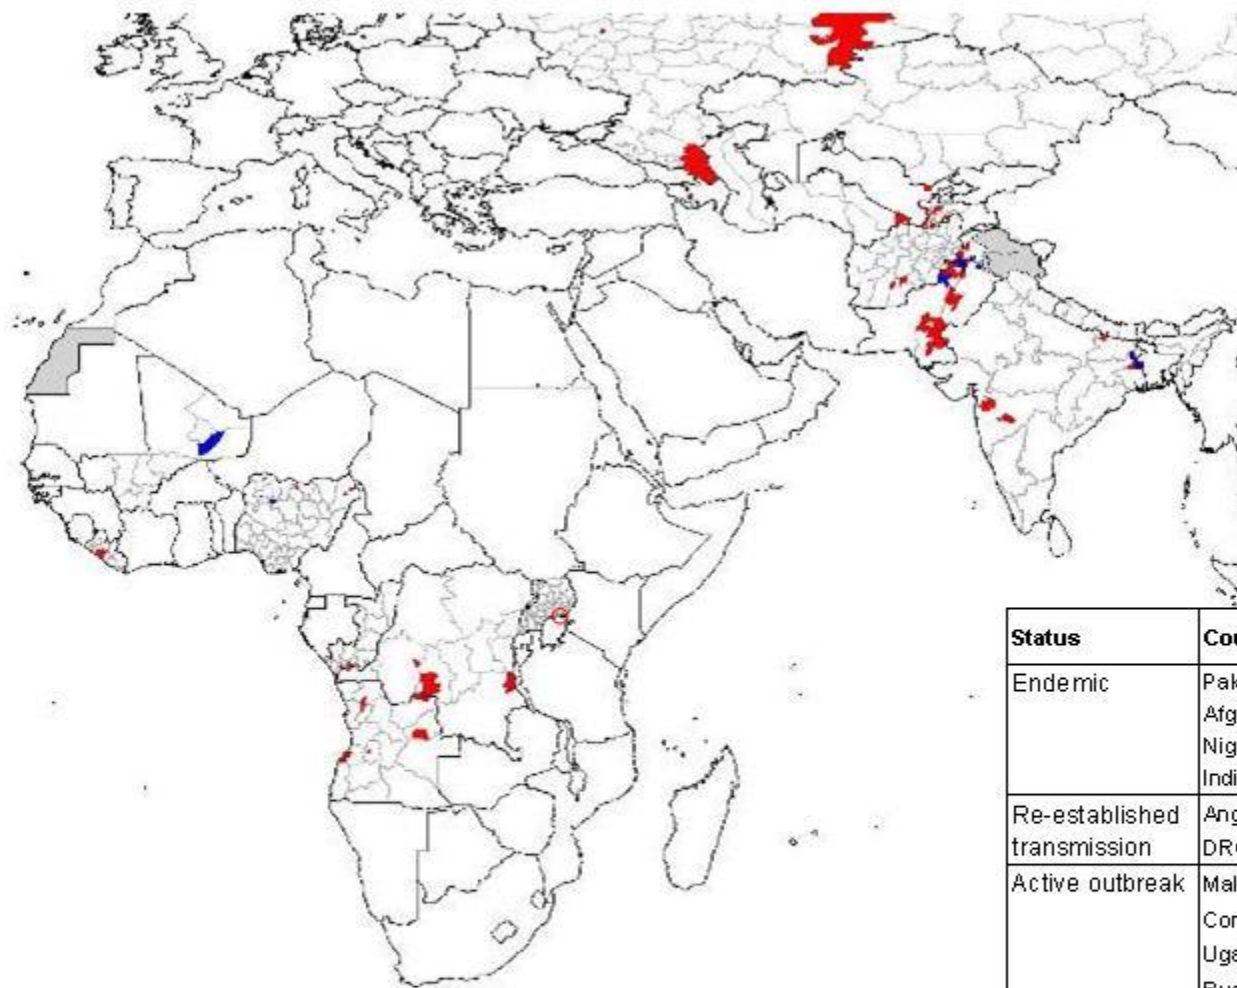 Status Cou
Endemic Pak
Afg
Nig
Indi
Re-established Ang
transmission DR
Active outbreak Mal
Con
Uga